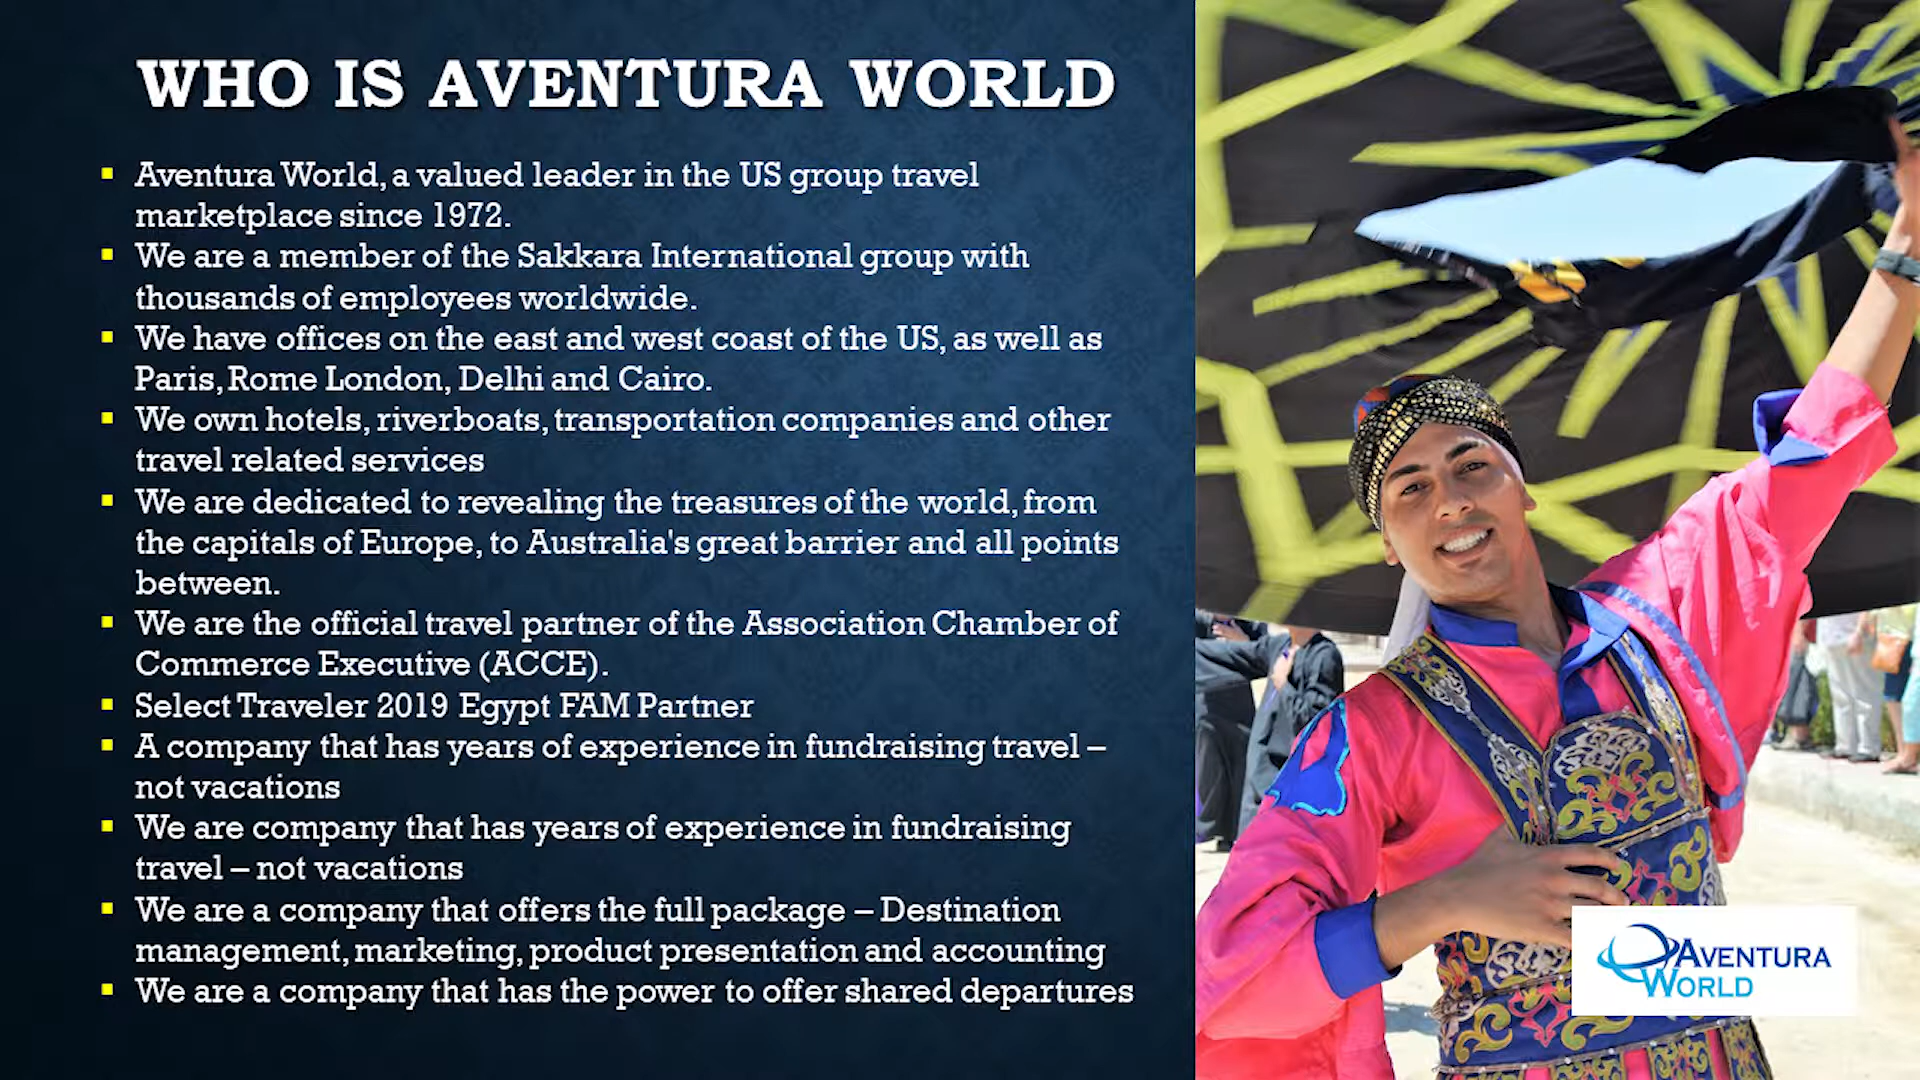 WHO IS AVENTURA WORLD
▪ Aventura World, a valued leader in the US group travel
marketplace since 1972.
▪ We are a member of the Sakkara International group with
thousands of employees worldwide.
▪ We have offices on the east and west coast of the US, as well as
Paris, Rome London, Delhi and Cairo.
▪ We own hotels, riverboats, transportation companies and other
travel related services
▪ We are dedicated to revealing the treasures of the world, from
the capitals of Europe, to Australia's great barrier and all points
between.
▪ We are the official travel partner of the Association Chamber of
Commerce Executive (ACCE).
▪ Select Traveler 2019 Egypt FAM Partner
▪ A company that has years of experience in fundraising travel –
not vacations
▪ We are company that has years of experience in fundraising
travel – not vacations
▪ We are a company that offers the full package – Destination
management, marketing, product presentation and accounting
▪ We are a company that has the power to offer shared departures
AVENTURA
WORLD